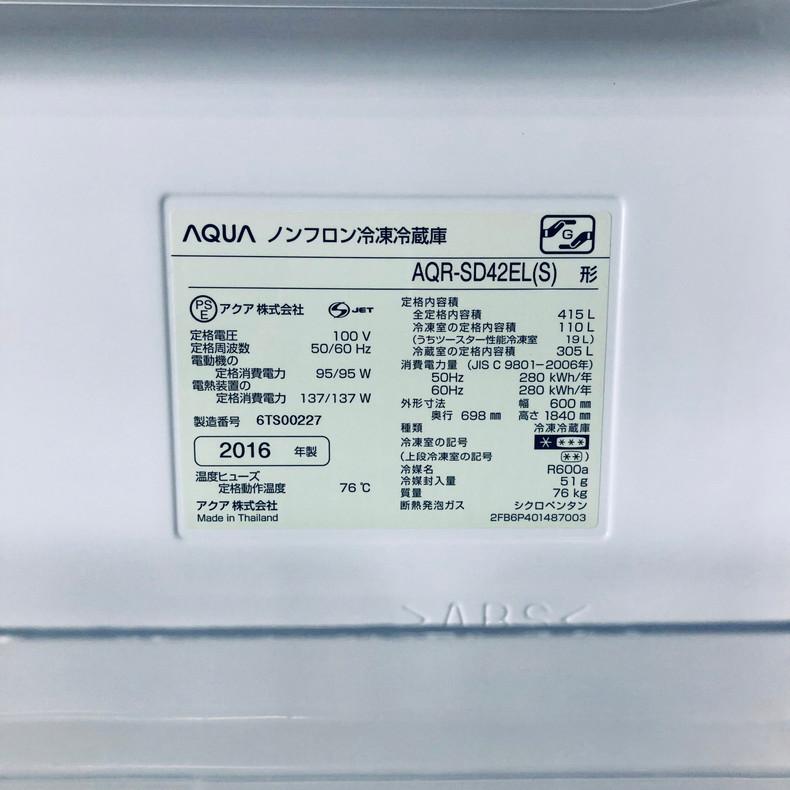 AQUA ノンフロン冷凍冷蔵庫
G
AQR-SD42EL(S) 形
PS E アクア 株式会社 S JET
定格電圧 100 V
定格周波数 50/60 Hz
電動機の
定格消費電力 95/95 W
電熱装置の
定格消費電力 137/137 W
製造番号 6TS00227
2016 年製
温度ヒューズ
定格動作温度 76 ℃
アクア 株式会社
Made in Thailand
定格内容積
全定格内容積 415 L
冷凍室の定格内容積 110 L
(うちツースター性能冷凍室 19 L)
冷蔵室の定格内容積 305 L
消費電力量 (JIS C 9801-2006年)
50Hz 280 kWh/年
60Hz 280 kWh/年
外形寸法 幅 600 ㎜
奥行 698 ㎜ 高さ 1840 ㎜
種類 冷凍冷蔵庫
冷凍室の記号 * ***
(上段冷凍室の記号 ** )
冷媒名 R600a
冷媒封入量 51 g
質量 76 kg
断熱発泡ガス シクロペンタン
2FB6P401487003
>ABS<